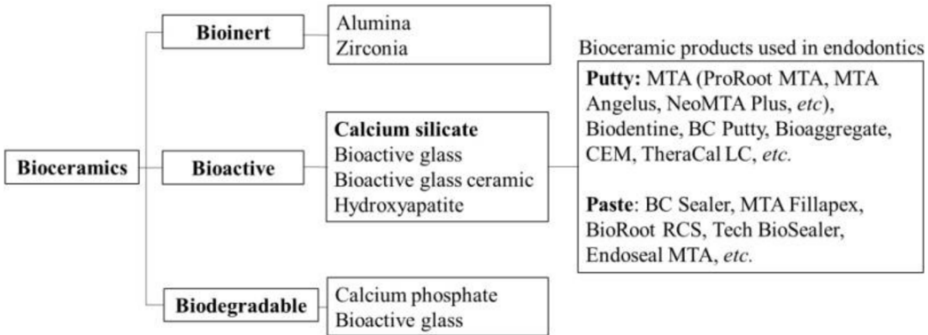 Bioceramics
Bioinert
Alumina
Zirconia
Bioactive
Calcium silicate
Bioactive glass
Bioactive glass ceramic
Hydroxyapatite
Biodegradable
Calcium phosphate
Bioactive glass
Bioceramic products used in endodontics
Putty: MTA (ProRoot MTA, MTA
Angelus, NeoMTA Plus, etc),
Biodentine, BC Putty, Bioaggregate,
CEM, TheraCal LC, etc.
Paste: BC Sealer, MTA Fillapex,
BioRoot RCS, Tech BioSealer,
Endoseal MTA, etc.